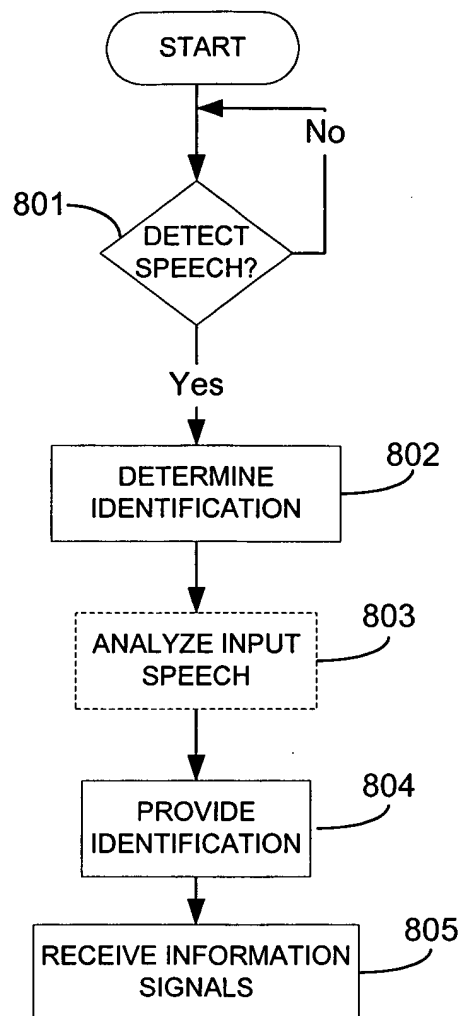 START
No
801
DETECT
SPEECH?
Yes
802
DETERMINE
IDENTIFICATION
803
ANALYZE INPUT
SPEECH
804
PROVIDE
IDENTIFICATION
805
RECEIVE INFORMATION
SIGNALS